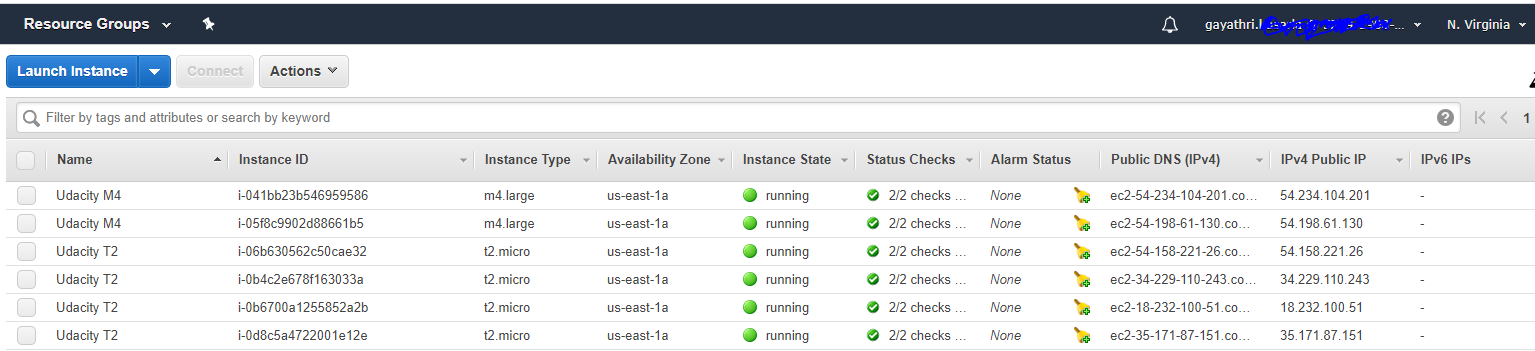 Resource Groups gayathri. N. Virginia
Launch Instance Connect Actions
Filter by tags and attributes or search by keyword 1
Name Instance ID Instance Type Availability Zone Instance State Status Checks Alarm Status Public DNS (IPv4) IPv4 Public IP IPv6 IPs
Udacity M4 i-041bb23b546959586 m4.large us-east-1a running 2/2 checks ... None ec2-54-234-104-201.co... 54.234.104.201 -
Udacity M4 i-05f8c9902d88661b5 m4.large us-east-1a running 2/2 checks ... None ec2-54-198-61-130.co... 54.198.61.130 -
Udacity T2 i-06b630562c50cae32 t2.micro us-east-1a running 2/2 checks ... None ec2-54-158-221-26.co... 54.158.221.26 -
Udacity T2 i-0b4c2e678f163033a t2.micro us-east-1a running 2/2 checks ... None ec2-34-229-110-243.co... 34.229.110.243 -
Udacity T2 i-0b6700a1255852a2b t2.micro us-east-1a running 2/2 checks ... None ec2-18-232-100-51.co... 18.232.100.51 -
Udacity T2 i-0d8c5a4722001e12e t2.micro us-east-1a running 2/2 checks ... None ec2-35-171-87-151.co... 35.171.87.151 -